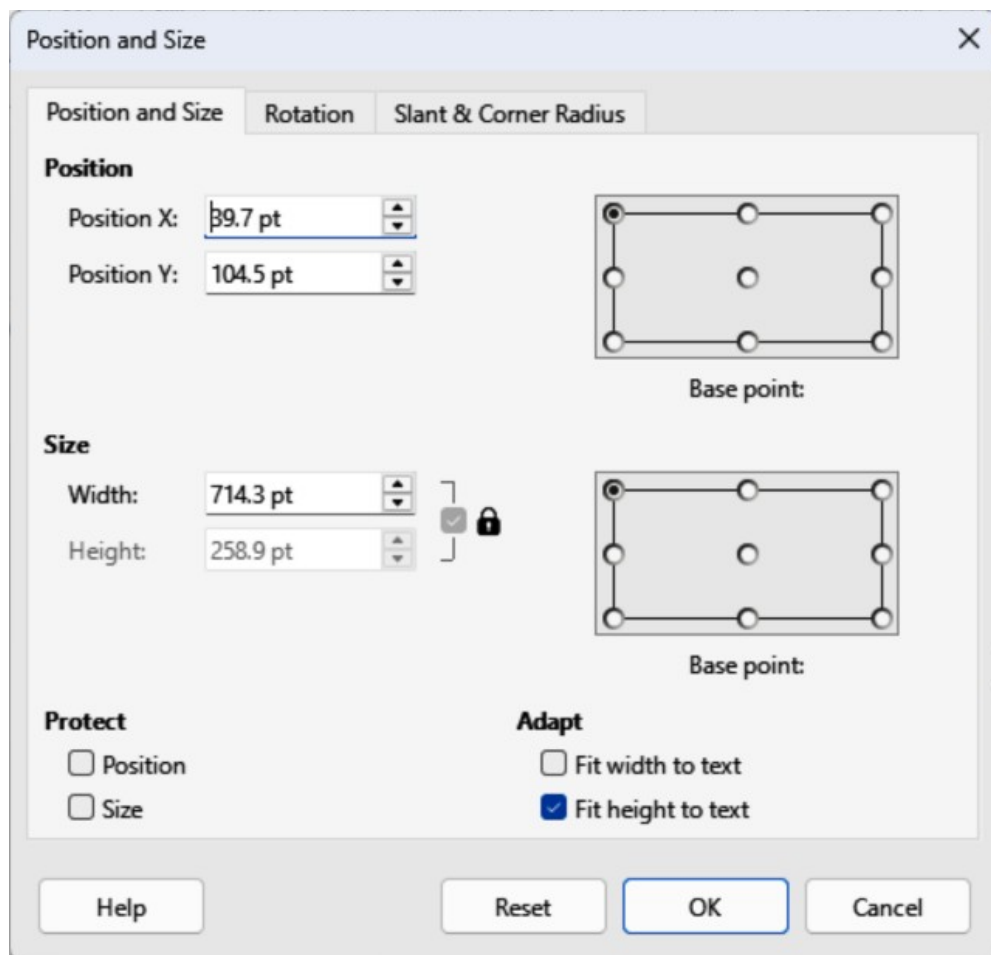 Position and Size
Position and Size Rotation Slant & Corner Radius
Position
Position X: 39.7 pt
Position Y: 104.5 pt
Base point:
Size
Width: 714.3 pt
Height: 258.9 pt
Base point:
Protect
Adapt
Position
Fit width to text
Size
Fit height to text
Help Reset OK Cancel